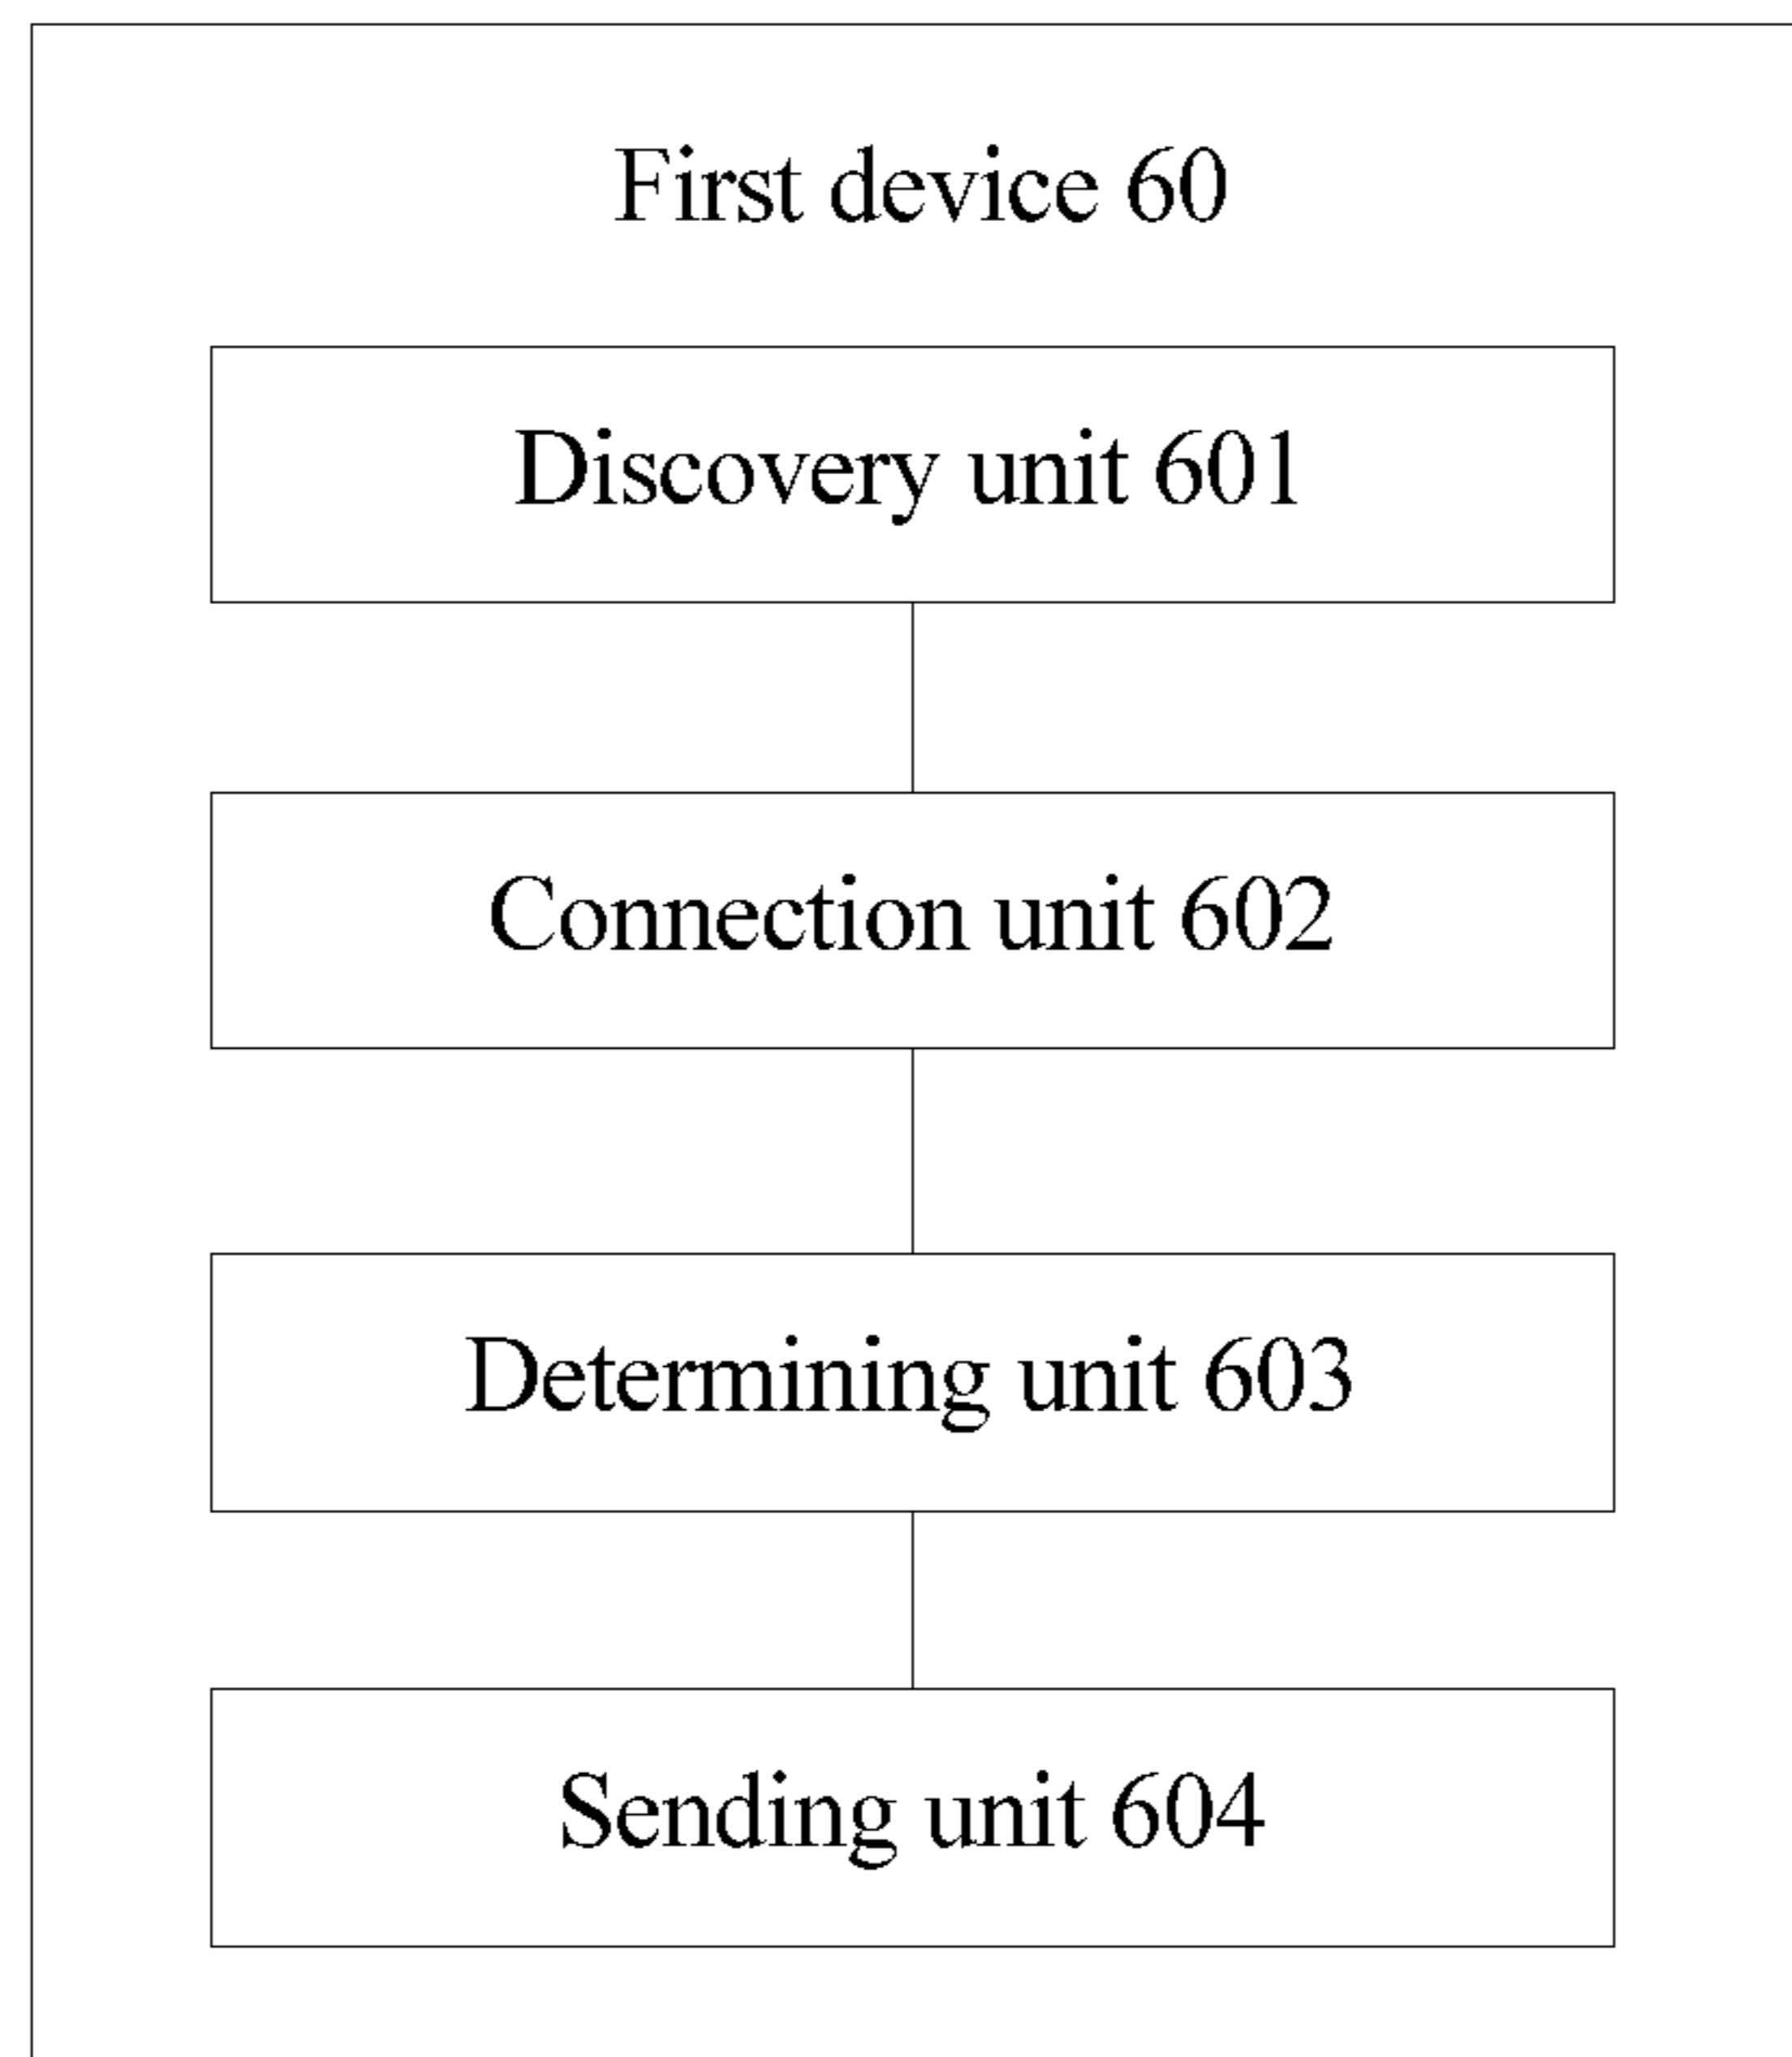 First device 60
Discovery unit 601
Connection unit 602
Determining unit 603
Sending unit 604